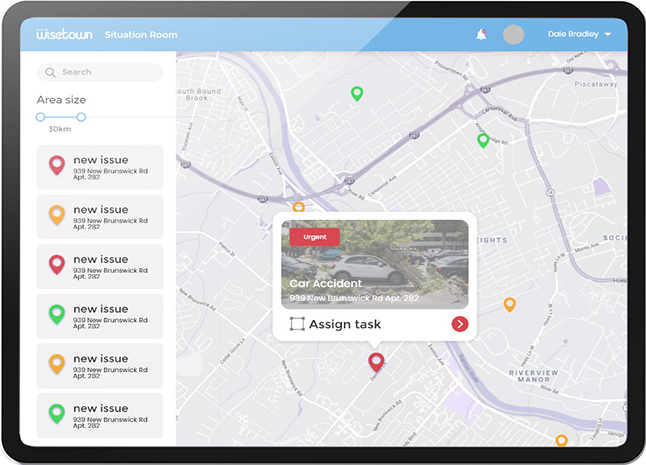 wisetown
Situation Room
Dale Bradley
Search
Area size
30km
new issue
939 New Brunswick Rd
Apt. 282
new issue
939 New Brunswick Rd
Apt. 282
new issue
939 New Brunswick Rd
Apt. 282
new issue
939 New Brunswick Rd
Apt. 282
new issue
939 New Brunswick Rd
Apt. 282
new issue
939 New Brunswick Rd
Apt. 282
South Bound
Brook
Piscataway
Centennial Ave
Urgent
Car Accident
939 New Brunswick Rd Apt. 282
Assign task
HEIGHTS
SOCIE
RIVERVIEW
MANOR